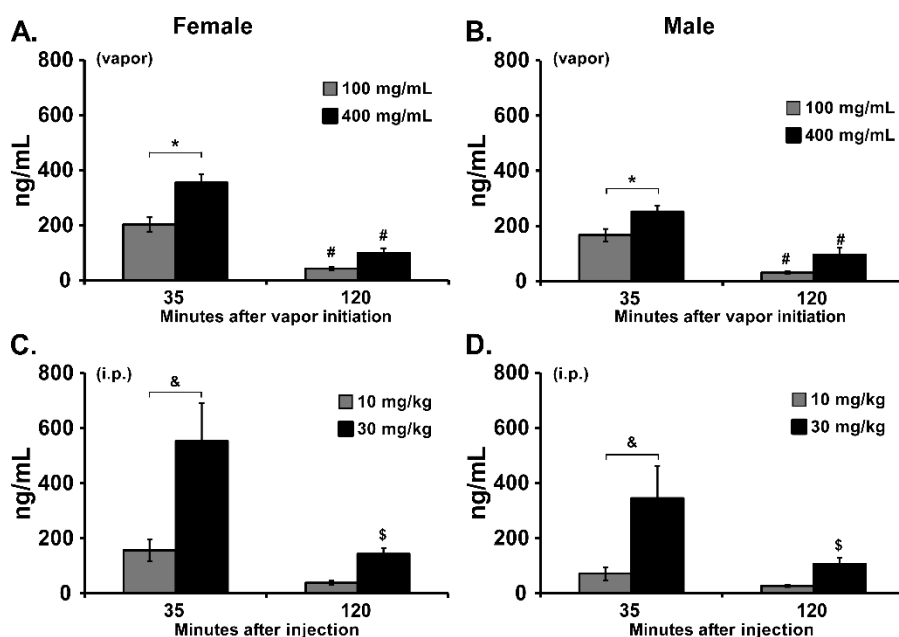 A. Female
(vapor)
800
600
400
200
0
ng/mL
100 mg/mL
400 mg/mL
*
# #
35 120
Minutes after vapor initiation
B. Male
(vapor)
800
600
400
200
0
ng/mL
100 mg/mL
400 mg/mL
*
# #
35 120
Minutes after vapor initiation
C.
(i.p.)
800
600
400
200
0
ng/mL
10 mg/kg
30 mg/kg
&
$
35 120
Minutes after injection
D.
(i.p.)
800
600
400
200
0
ng/mL
10 mg/kg
30 mg/kg
&
$
35 120
Minutes after injection